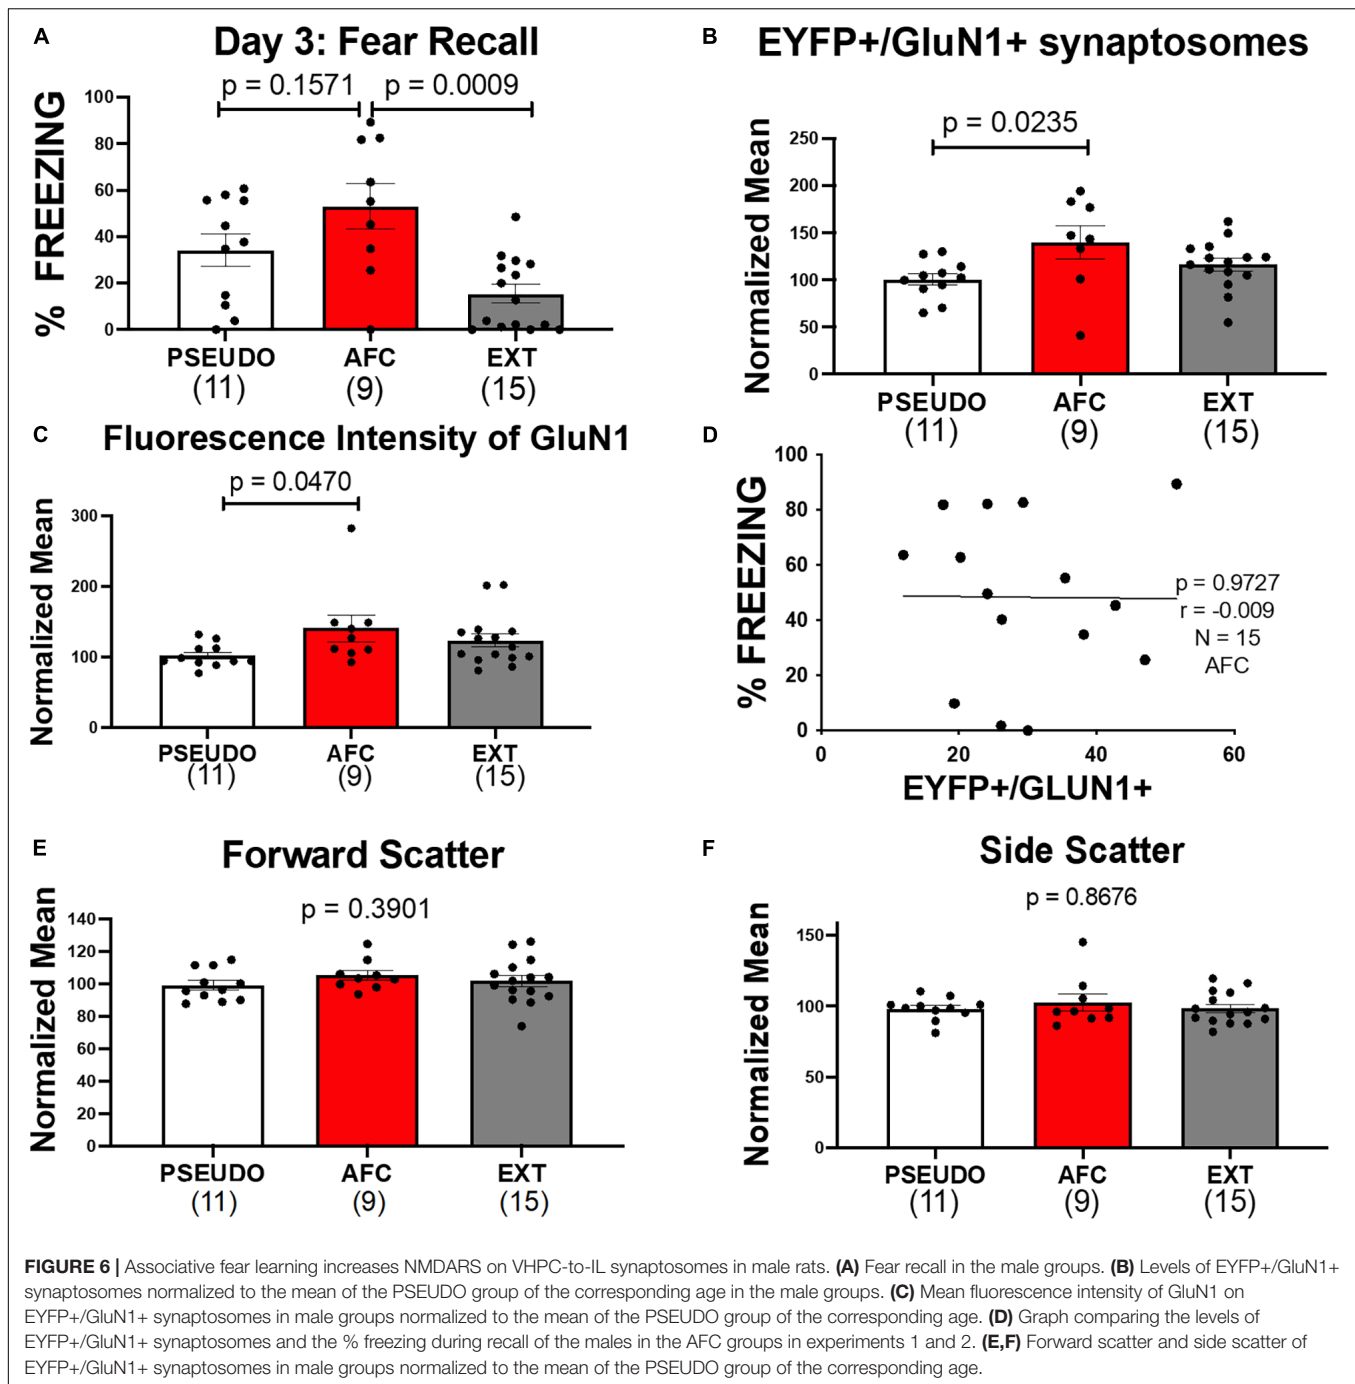 A
Day 3: Fear Recall
p = 0.1571
p = 0.0009
% FREEZING
100
80
60
40
20
0
PSEUDO
AFC
EXT
(11)
(9)
(15)
B
EYFP+/GluN1+ synaptosomes
p = 0.0235
Normalized Mean
250
200
150
100
50
0
PSEUDO
AFC
EXT
(11)
(9)
(15)
C
Fluorescence Intensity of GluN1
p = 0.0470
Normalized Mean
300
200
100
0
PSEUDO
AFC
EXT
(11)
(9)
(15)
D
% FREEZING
100
80
60
40
20
0
0
20
40
60
p = 0.9727
r = -0.009
N = 15
AFC
EYFP+/GLUN1+
E
Forward Scatter
p = 0.3901
Normalized Mean
140
120
100
80
60
40
20
0
PSEUDO
AFC
EXT
(11)
(9)
(15)
F
Side Scatter
p = 0.8676
Normalized Mean
150
100
50
0
PSEUDO
AFC
EXT
(11)
(9)
(15)
FIGURE 6 | Associative fear learning increases NMDARS on VHPC-to-IL synaptosomes in male rats. (A) Fear recall in the male groups. (B) Levels of EYFP+/GluN1+
synaptosomes normalized to the mean of the PSEUDO group of the corresponding age in the male groups. (C) Mean fluorescence intensity of GluN1 on
EYFP+/GluN1+ synaptosomes in male groups normalized to the mean of the PSEUDO group of the corresponding age. (D) Graph comparing the levels of
EYFP+/GluN1+ synaptosomes and the % freezing during recall of the males in the AFC groups in experiments 1 and 2. (E,F) Forward scatter and side scatter of
EYFP+/GluN1+ synaptosomes in male groups normalized to the mean of the PSEUDO group of the corresponding age.